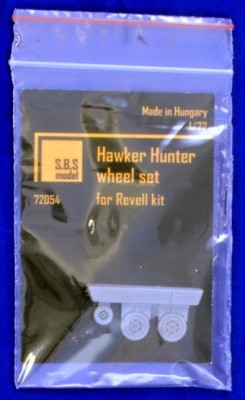 Made in Hungary
1/72
S.B.S
model
Hawker Hunter
wheel set
72054
for Revell kit